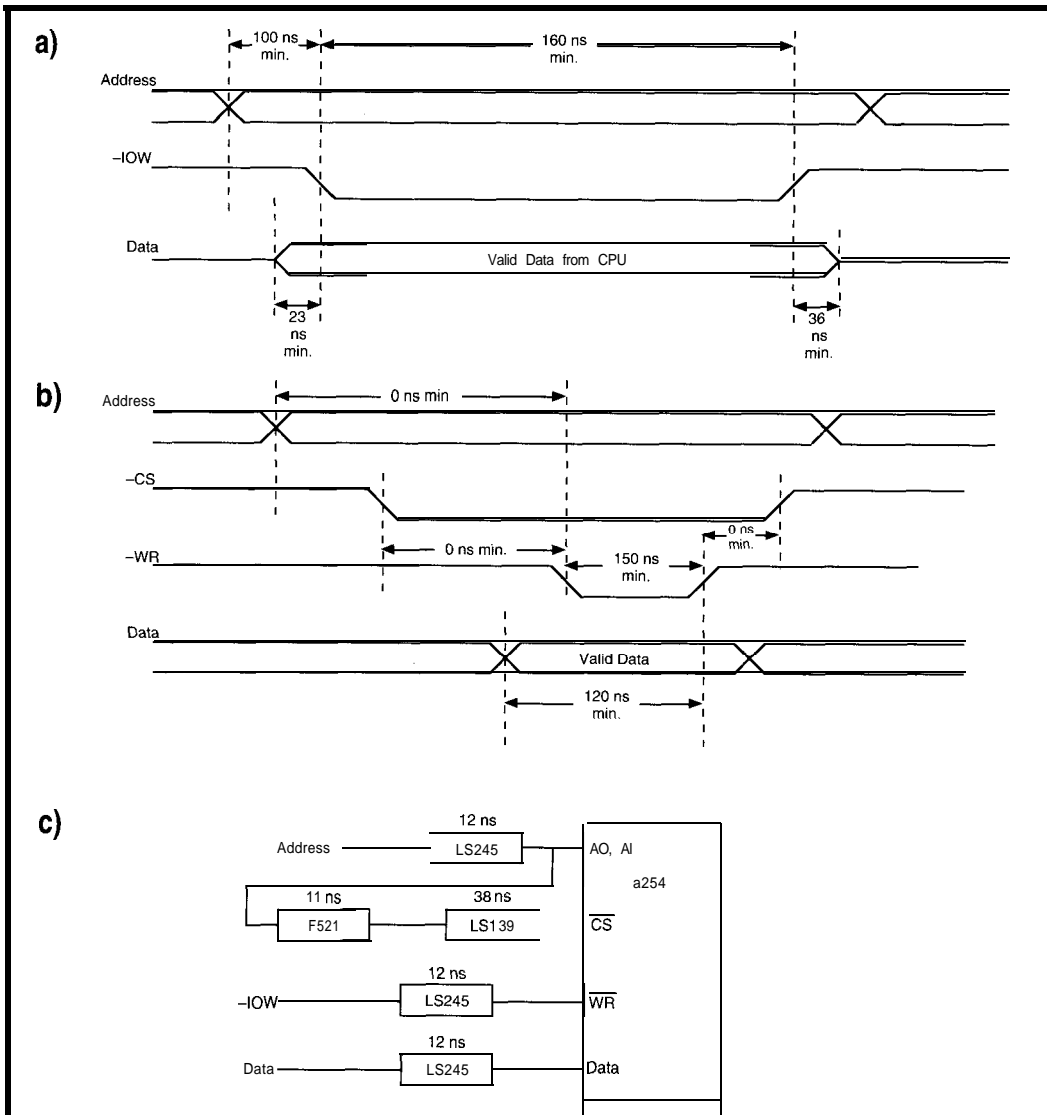 a)
100 ns
min.
160 ns
min.
Address
–IOW
Data
Valid Data from CPU
23
ns
min.
36
ns
min.
b)
Address
0 ns min
–CS
0 ns
min.
–WR
0 ns min.
150 ns
min.
Data
Valid Data
120 ns
min.
c)
12 ns
Address
LS245
AO, AI
a254
11 ns
38 ns
F521
LS139
CS
12 ns
–IOW
LS245
WR
12 ns
Data
LS245
Data